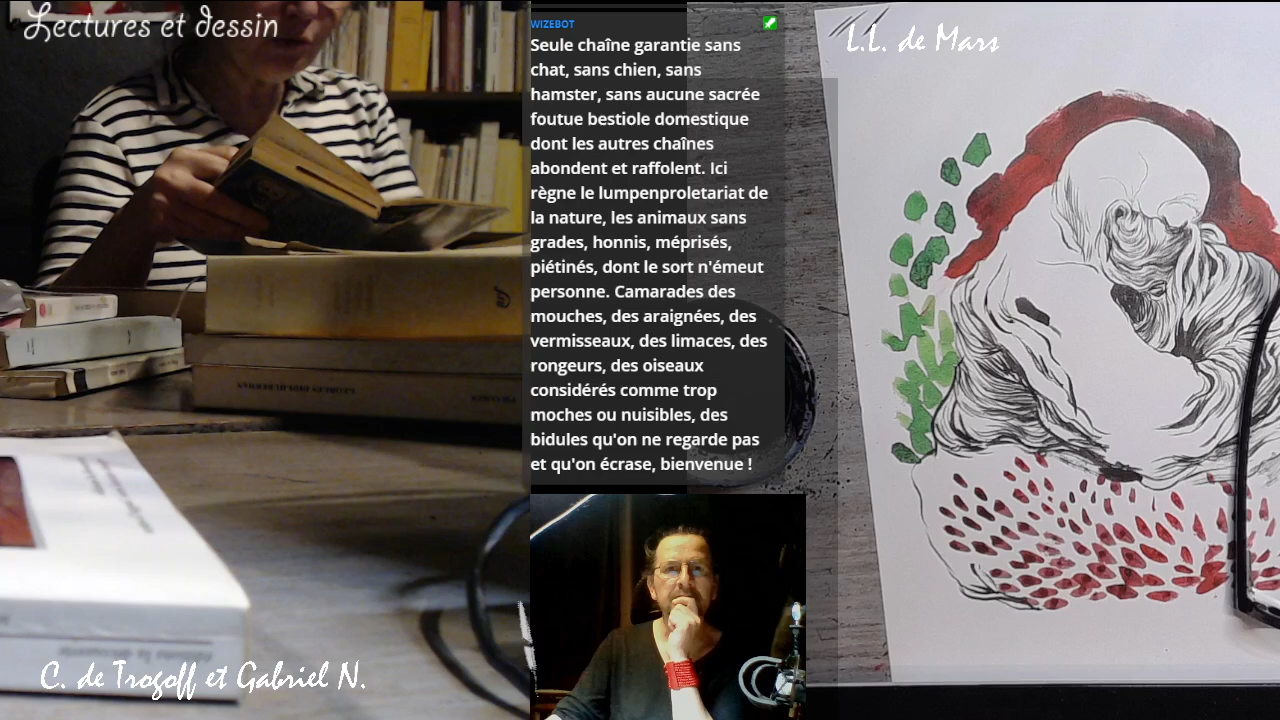 Lectures et dessin
WIZEBOT
Seule chaîne garantie sans
chat, sans chien, sans
hamster, sans aucune sacrée
foutue bestiole domestique
dont les autres chaînes
abondent et raffolent. Ici
règne le lumpenproletariat de
la nature, les animaux sans
grades, honnis, méprisés,
piétinés, dont le sort n'émeut
personne. Camarades des
mouches, des araignées, des
vermisseaux, des limaces, des
rongeurs, des oiseaux
considérés comme trop
moches ou nuisibles, des
bidules qu'on ne regarde pas
et qu'on écrase, bienvenue !
L.L. de Mars
GEORGES DIDI-HUBERMAN
C. de Trogoff et Gabriel N.